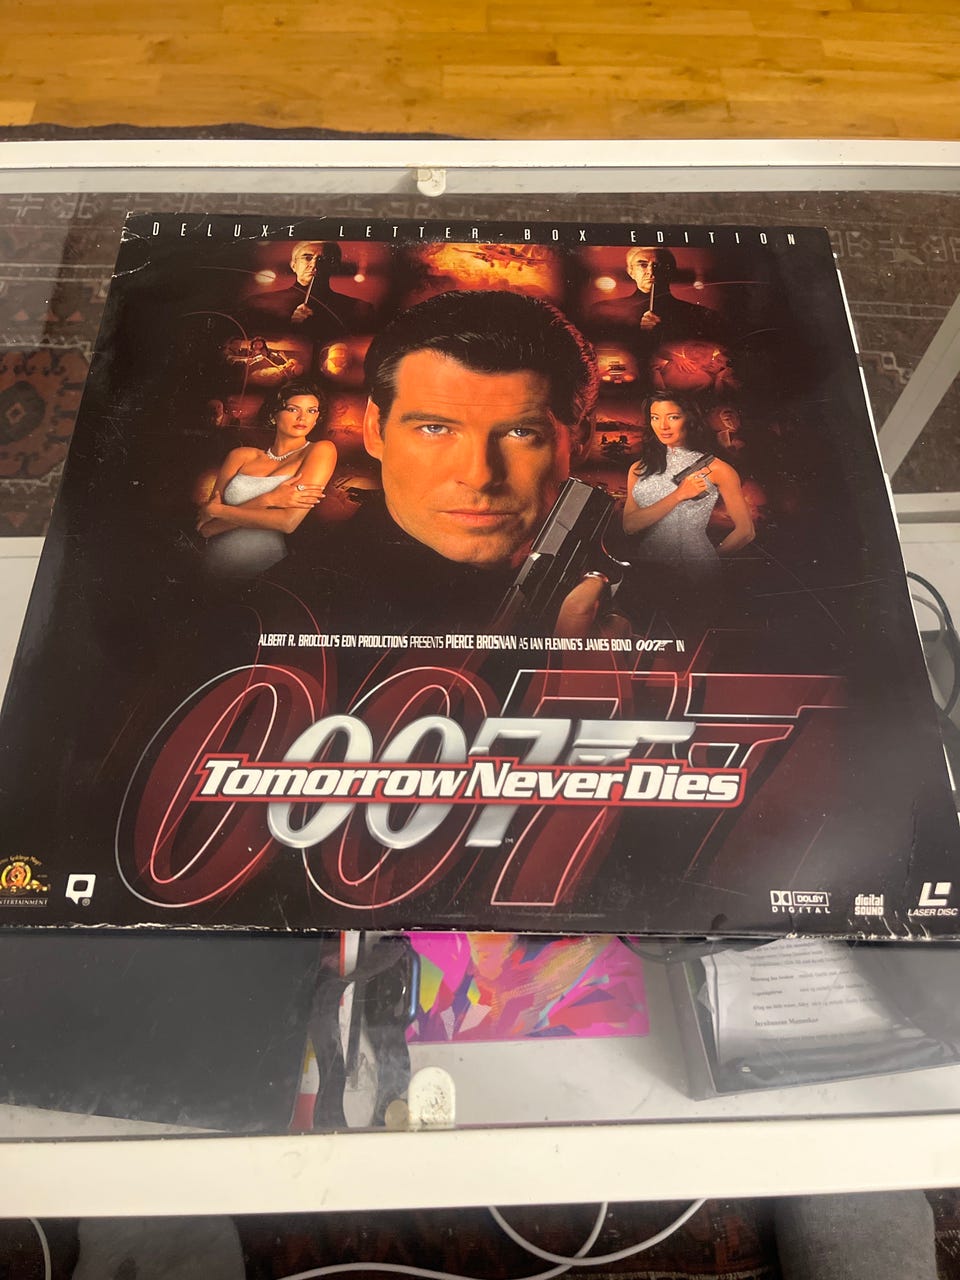 DELUXE LETTER-BOX EDITION
ALBERT R. BROCCOLI'S EON PRODUCTIONS PRESENTS PIERCE BROSNAN AS IAN FLEMING'S JAMES BOND 007 IN
007
Tomorrow Never Dies
TM
DOLBY
DIGITAL
digital
SOUND
LASER DISC